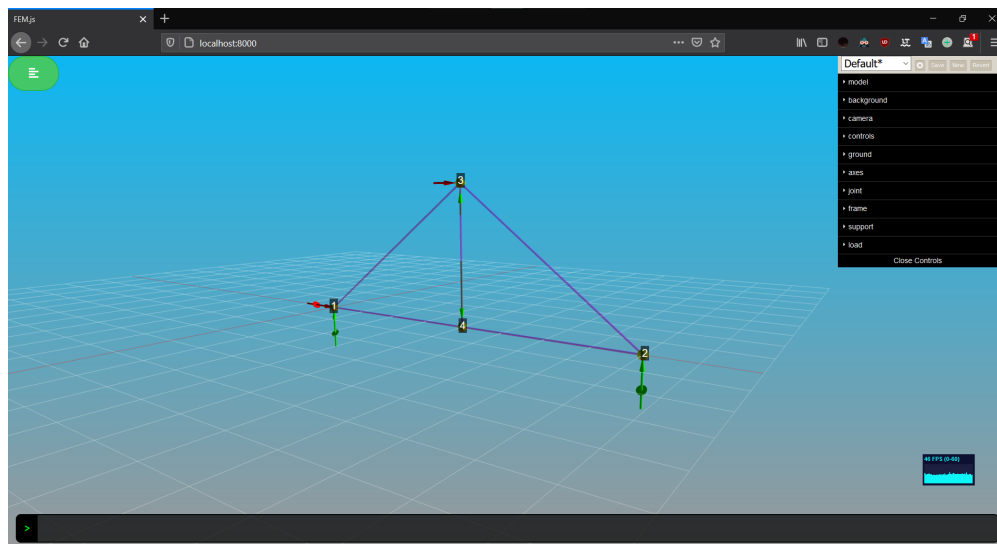 FEM.js
localhost:8000
1
Default*
Save New Revert
model
background
camera
controls
ground
axes
joint
frame
support
load
Close Controls
3
1
4
2
46 FPS (0-60)
>